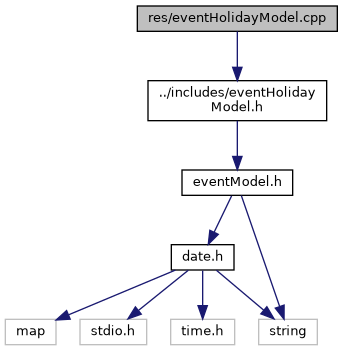 res/eventHolidayModel.cpp
../includes/eventHoliday
Model.h
eventModel.h
date.h
map
stdio.h
time.h
string